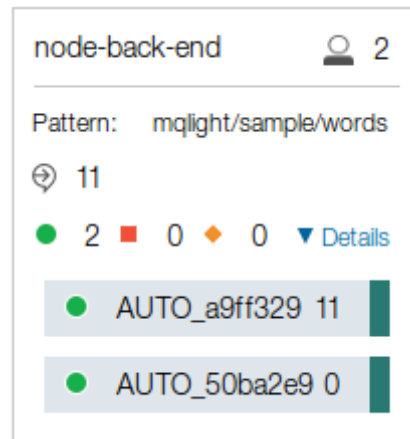 node-back-end 2
Pattern: mqlight/sample/words
11
2 0 0 Details
AUTO_a9ff329 11
AUTO_50ba2e9 0